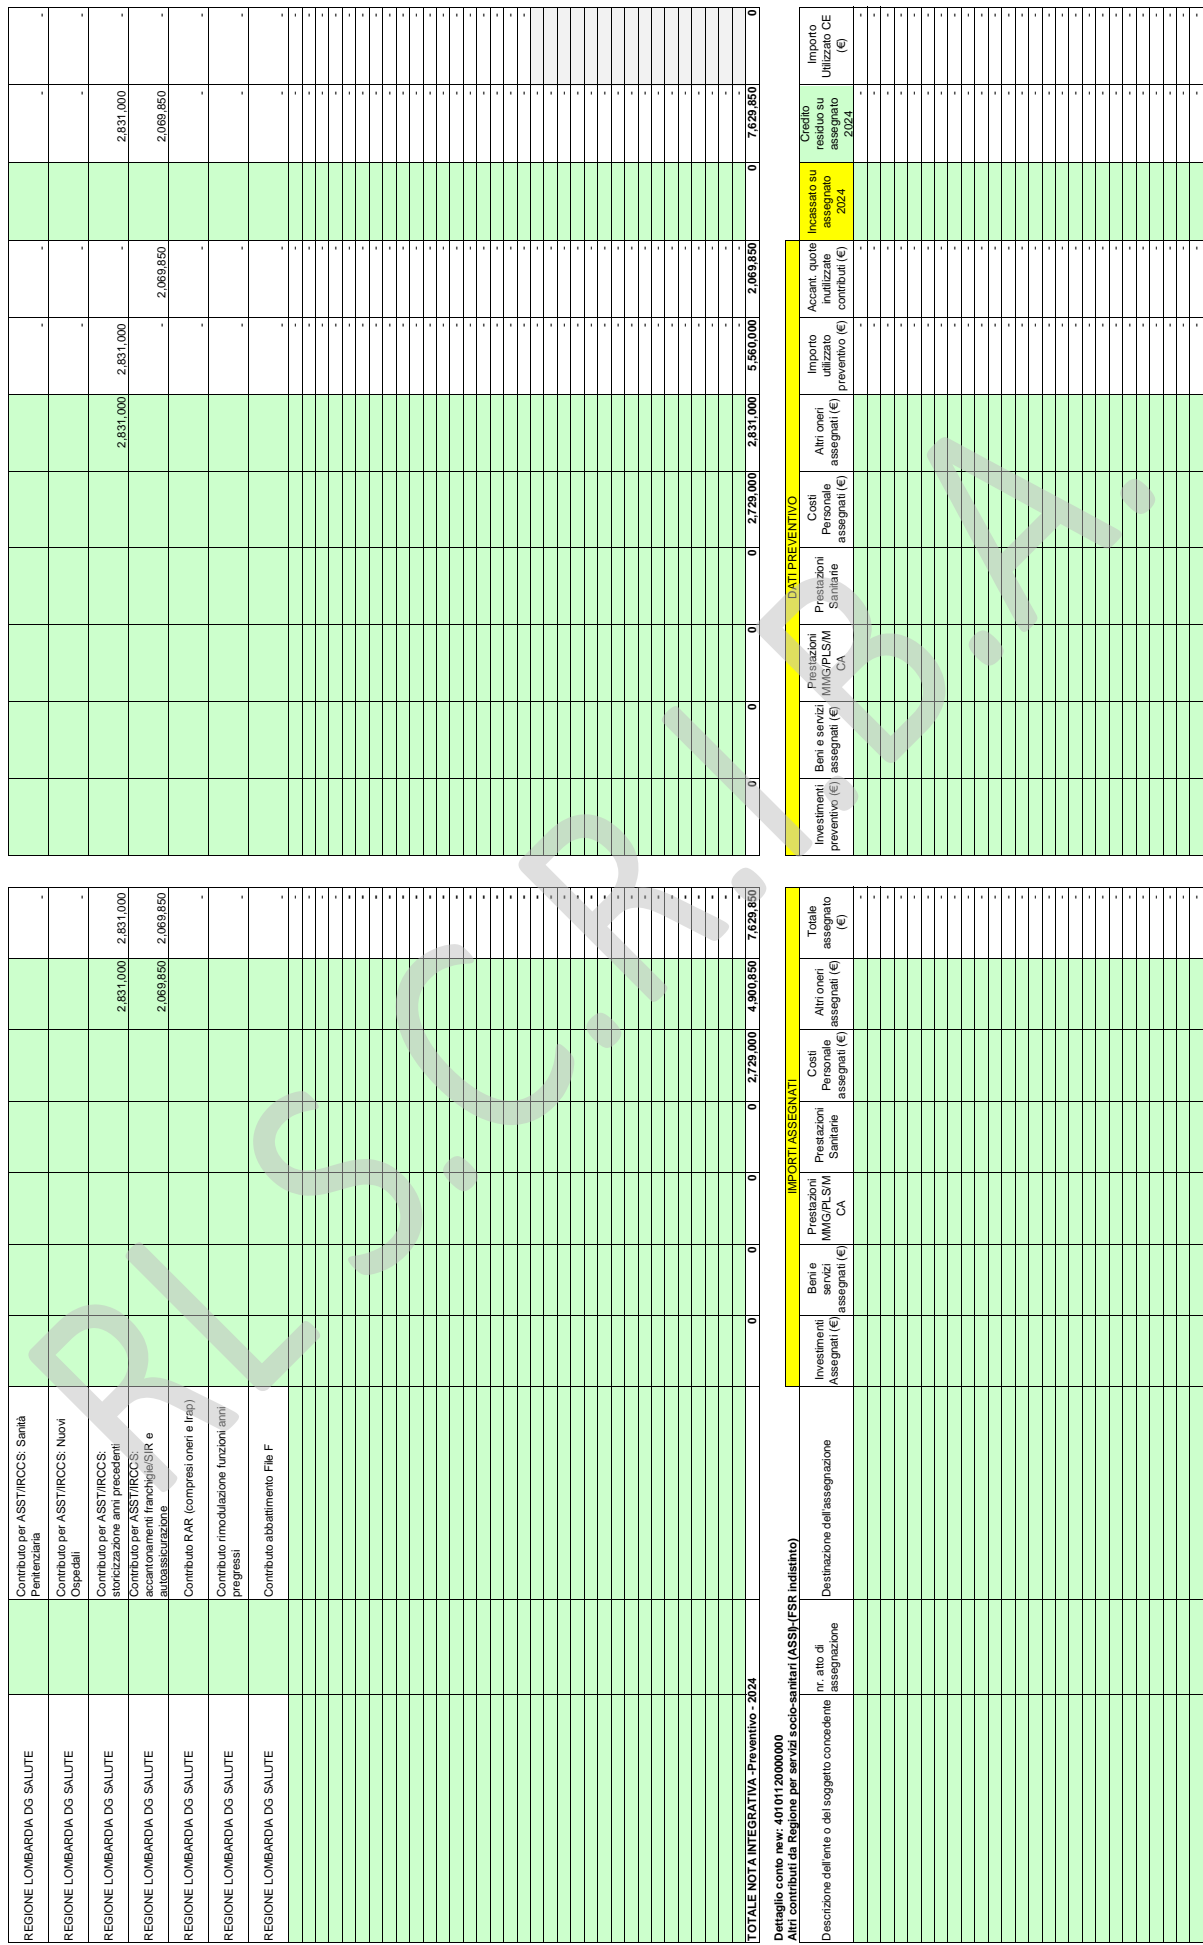 REGIONE LOMBARDIA DG SALUTE Contributo per ASST/IRCCS: Sanità Penitenziaria - - - - -
REGIONE LOMBARDIA DG SALUTE Contributo per ASST/IRCCS: Nuovi Ospedali - - - - -
REGIONE LOMBARDIA DG SALUTE Contributo per ASST/IRCCS: storicizzazione anni precedenti 2,831,000 2,831,000 2,831,000 2,831,000 - 2,831,000
REGIONE LOMBARDIA DG SALUTE Contributo per ASST/IRCCS: accantonamenti franchigie/SIR e autoassicurazione 2,069,850 2,069,850 - 2,069,850 2,069,850
REGIONE LOMBARDIA DG SALUTE Contributo RAR (compresi oneri e Irap) - - - - -
REGIONE LOMBARDIA DG SALUTE Contributo rimodulazione funzioni anni pregressi - - - - -
REGIONE LOMBARDIA DG SALUTE Contributo abbattimento File F - - - - -
TOTALE NOTA INTEGRATIVA -Preventivo - 2024 0 0 0 0 2,729,000 4,900,850 7,629,850 0 0 0 0 2,729,000 2,831,000 5,560,000 2,069,850 0 7,629,850 0
Dettaglio conto new: 40101120000000
Altri contributi da Regione per servizi socio-sanitari (ASSI)-(FSR indistinto)
IMPORTI ASSEGNATI DATI PREVENTIVO
Descrizione dell'ente o del soggetto concedente
nr. atto di assegnazione
Destinazione dell'assegnazione
Investimenti Assegnati (€)
Beni e servizi assegnati (€)
Prestazioni MMG/PLS/M CA
Prestazioni Sanitarie
Costi Personale assegnati (€)
Altri oneri assegnati (€)
Totale assegnato (€)
Investimenti preventivo (€)
Beni e servizi assegnati (€)
Prestazioni MMG/PLS/M CA
Prestazioni Sanitarie
Costi Personale assegnati (€)
Altri oneri assegnati (€)
Importo utilizzato preventivo (€)
Accant. quote inutilizzate contributi (€)
Incassato su assegnato 2024
Credito residuo su assegnato 2024
Importo Utilizzato CE (€)
RL S.C.R.I.B.A.